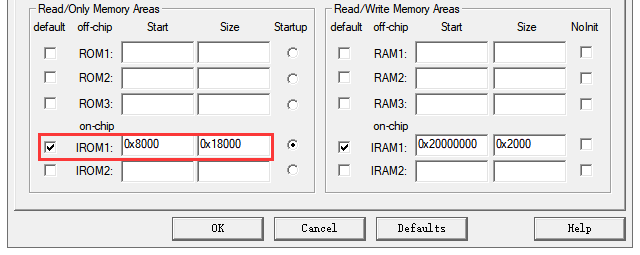 Read/Only Memory Areas
default off-chip Start Size Startup
ROM1:
ROM2:
ROM3:
on-chip
IROM1: 0x8000 0x18000
IROM2:
Read/Write Memory Areas
default off-chip Start Size NoInit
RAM1:
RAM2:
RAM3:
on-chip
IRAM1: 0x20000000 0x2000
IRAM2:
OK Cancel Defaults Help